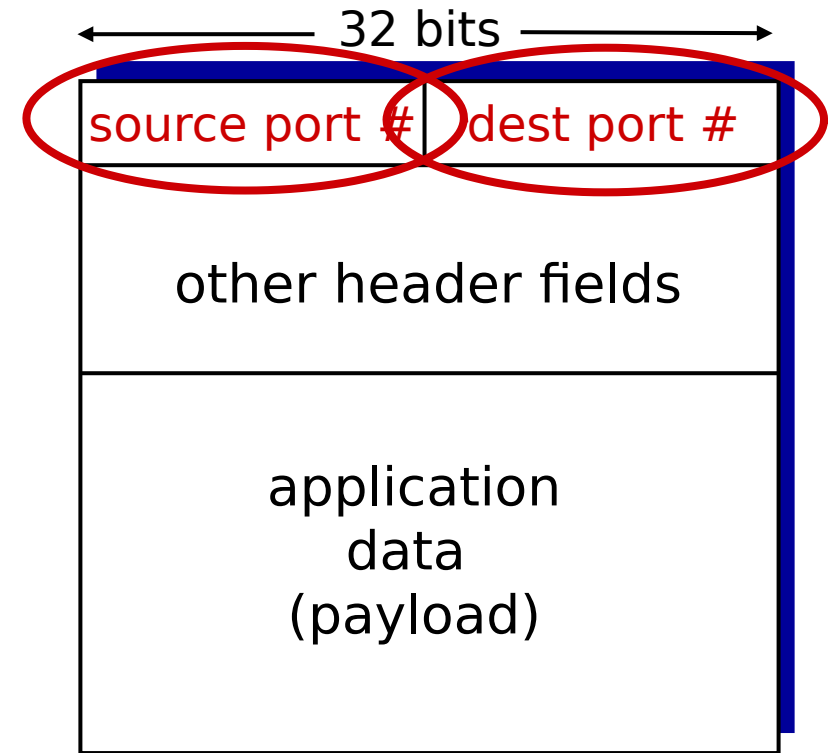 32 bits
source port # dest port #
other header fields
application
data
(payload)